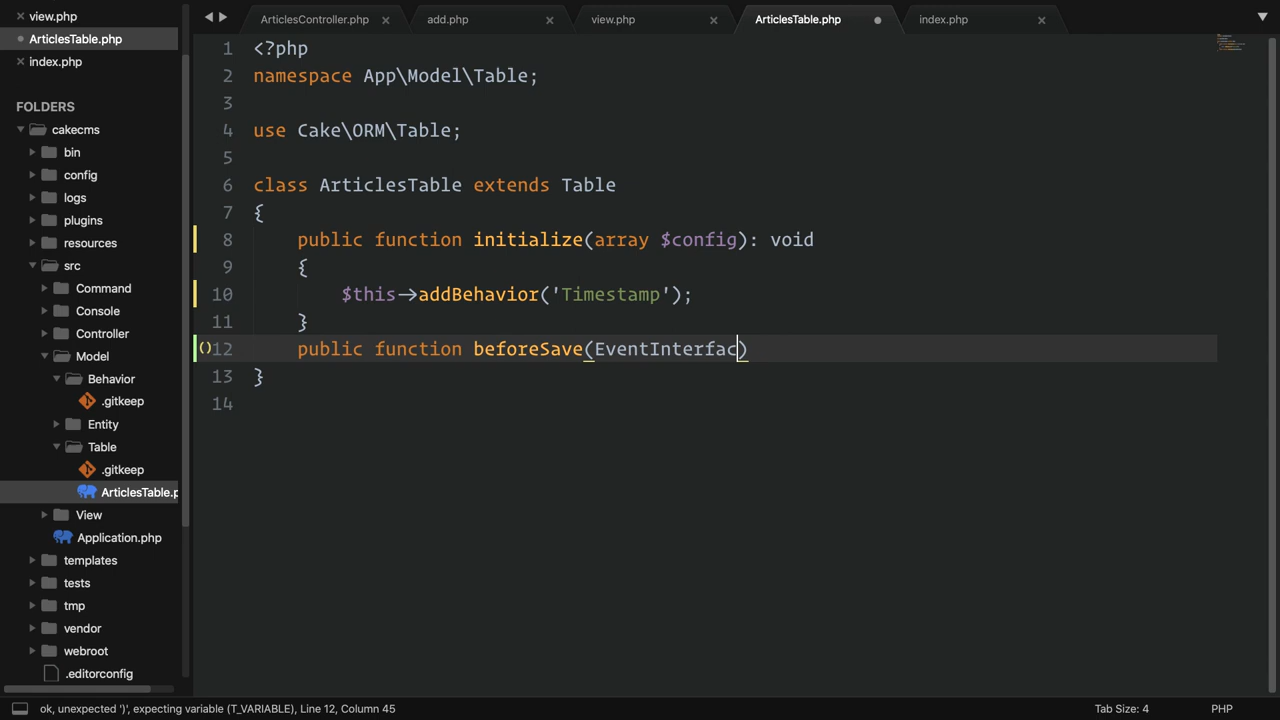 view.php
ArticlesTable.php
index.php
FOLDERS
cakecms
bin
config
logs
plugins
resources
src
Command
Console
Controller
Model
Behavior
.gitkeep
Entity
Table
.gitkeep
ArticlesTable.p
View
Application.php
templates
tests
tmp
vendor
webroot
.editorconfig
ArticlesController.php
add.php
view.php
ArticlesTable.php
index.php
1 <?php
2 namespace App\Model\Table;
3
4 use Cake\ORM\Table;
5
6 class ArticlesTable extends Table
7 {
8 public function initialize(array $config): void
9 {
10 $this->addBehavior('Timestamp');
11 }
()12 public function beforeSave(EventInterfac)
13 }
14
ok, unexpected ')', expecting variable (T_VARIABLE), Line 12, Column 45
Tab Size: 4
PHP